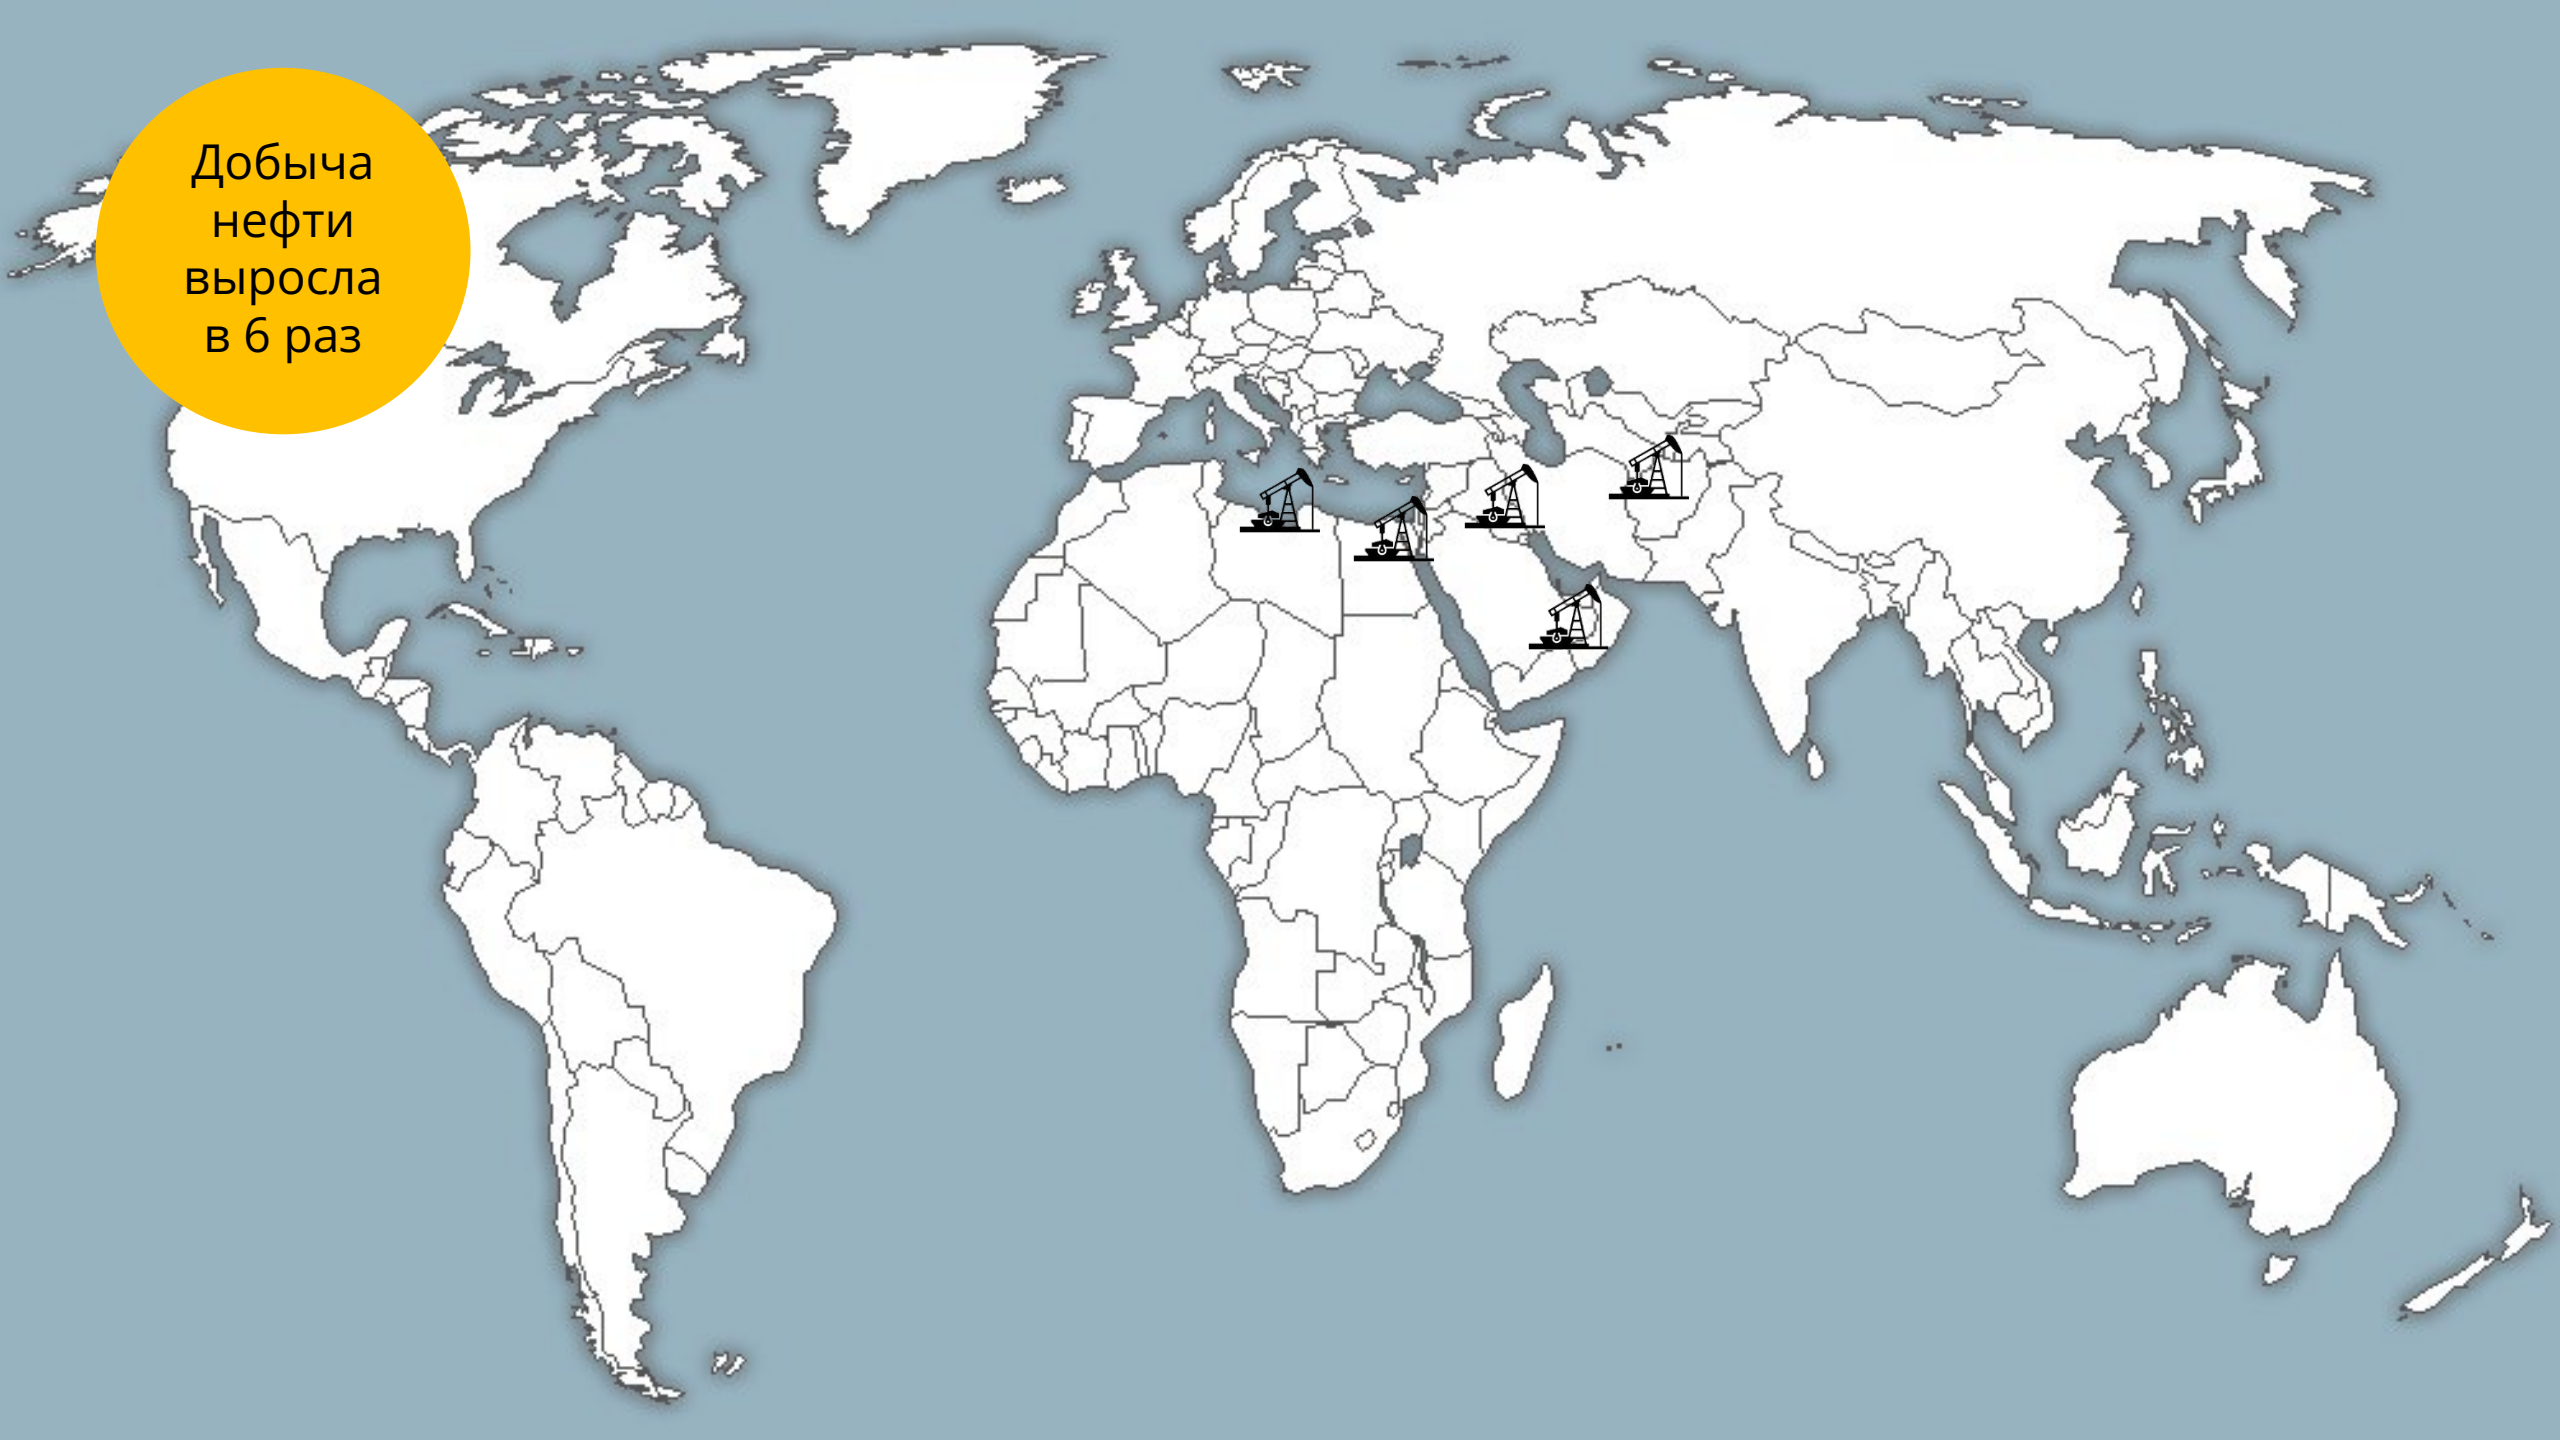 Добыча
нефти
выросла
в 6 раз